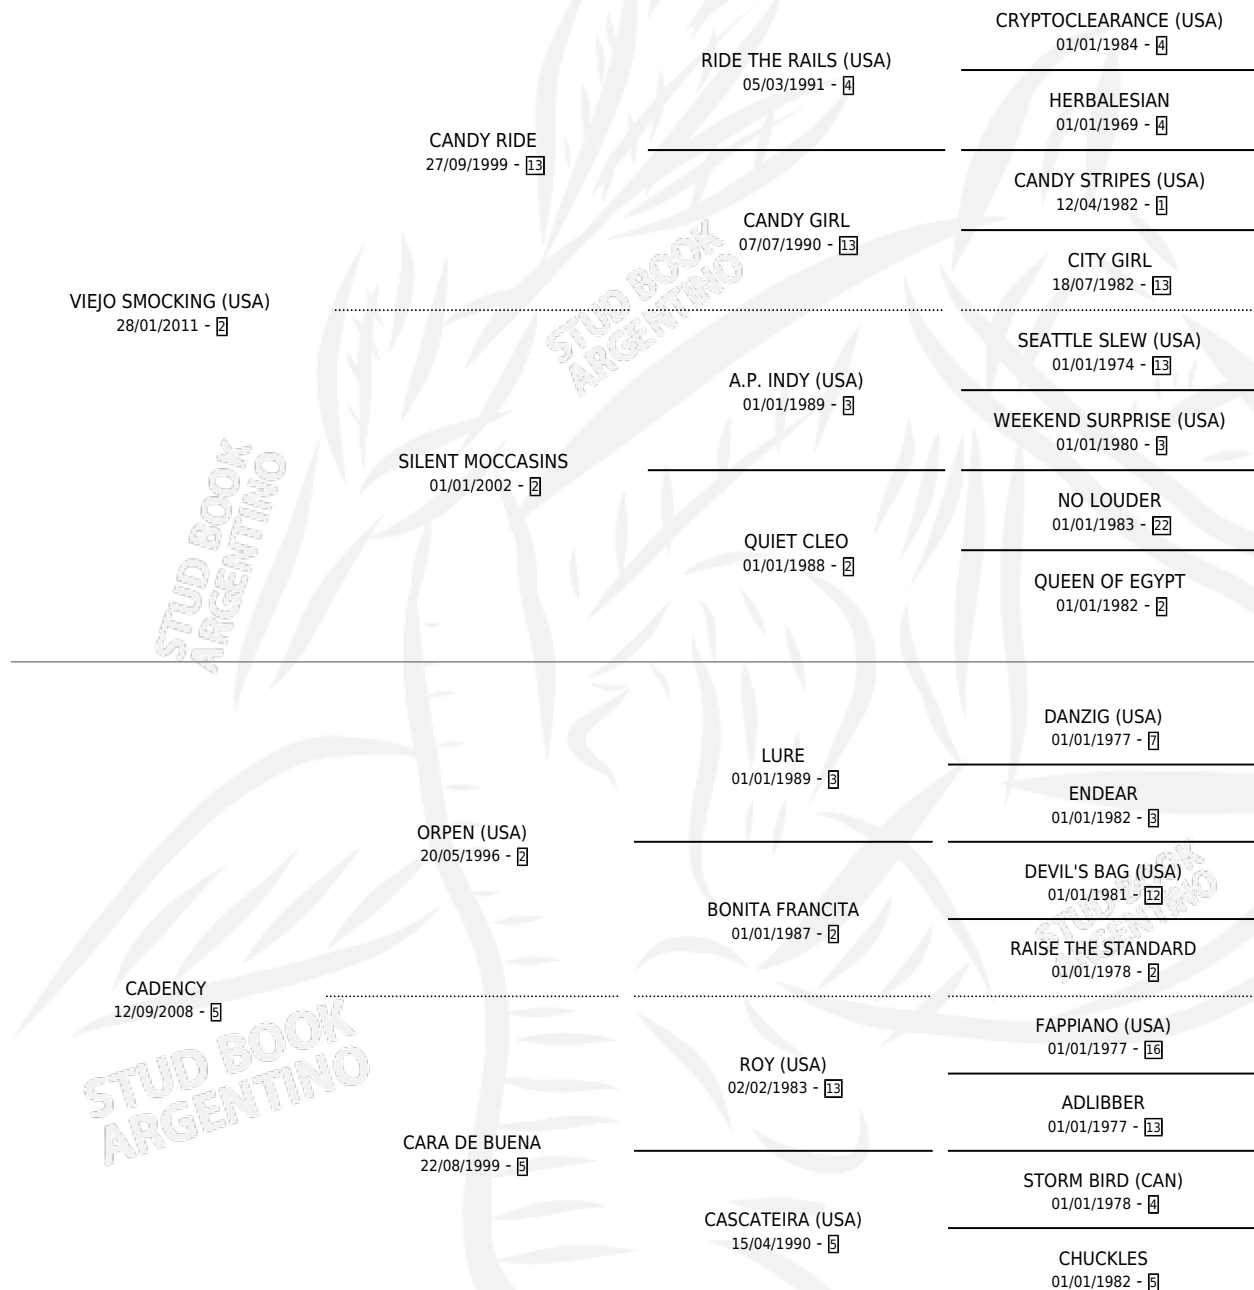 CRYPTOCLEARANCE (USA)
01/01/1984 - 4
RIDE THE RAILS (USA)
05/03/1991 - 4
HERBALESIAN
01/01/1969 - 4
CANDY RIDE
27/09/1999 - 13
CANDY STRIPES (USA)
12/04/1982 - 1
CANDY GIRL
07/07/1990 - 13
CITY GIRL
18/07/1982 - 13
VIEJO SMOCKING (USA)
28/01/2011 - 2
SEATTLE SLEW (USA)
01/01/1974 - 13
A.P. INDY (USA)
01/01/1989 - 3
WEEKEND SURPRISE (USA)
01/01/1980 - 3
SILENT MOCCASINS
01/01/2002 - 2
NO LOUDER
01/01/1983 - 22
QUIET CLEO
01/01/1988 - 2
QUEEN OF EGYPT
01/01/1982 - 2
DANZIG (USA)
01/01/1977 - 7
LURE
01/01/1989 - 3
ENDEAR
01/01/1982 - 3
ORPEN (USA)
20/05/1996 - 2
DEVIL'S BAG (USA)
01/01/1981 - 12
BONITA FRANCITA
01/01/1987 - 2
RAISE THE STANDARD
01/01/1978 - 2
CADENCY
12/09/2008 - 5
FAPPIANO (USA)
01/01/1977 - 16
ROY (USA)
02/02/1983 - 13
ADLIBBER
01/01/1977 - 13
CARA DE BUENA
22/08/1999 - 5
STORM BIRD (CAN)
01/01/1978 - 4
CASCATEIRA (USA)
15/04/1990 - 5
CHUCKLES
01/01/1982 - 5
STUD BOOK
ARGENTINO
STUD BOOK
ARGENTINO
STUD BOOK
ARGENTINO
STUD BOOK
ARGENTINO